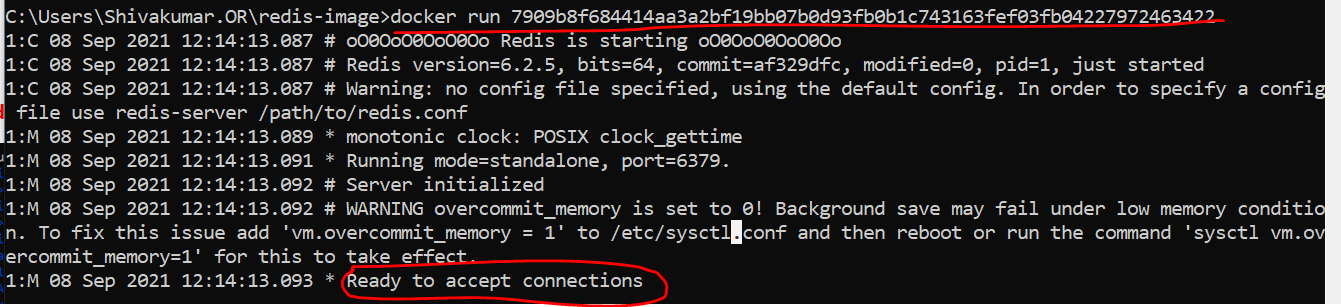 C:\Users\Shivakumar.OR\redis-image>docker run 7909b8f684414aa3a2bf19bb07b0d93fb0b1c743163fef03fb04227972463422
1:C 08 Sep 2021 12:14:13.087 # oO0OoO0OoO0Oo Redis is starting oO0OoO0OoO0Oo
1:C 08 Sep 2021 12:14:13.087 # Redis version=6.2.5, bits=64, commit=af329dfc, modified=0, pid=1, just started
1:C 08 Sep 2021 12:14:13.087 # Warning: no config file specified, using the default config. In order to specify a config
file use redis-server /path/to/redis.conf
1:M 08 Sep 2021 12:14:13.089 * monotonic clock: POSIX clock_gettime
1:M 08 Sep 2021 12:14:13.091 * Running mode=standalone, port=6379.
1:M 08 Sep 2021 12:14:13.092 # Server initialized
1:M 08 Sep 2021 12:14:13.092 # WARNING overcommit_memory is set to 0! Background save may fail under low memory conditio
n. To fix this issue add 'vm.overcommit_memory = 1' to /etc/sysctl.conf and then reboot or run the command 'sysctl vm.ov
ercommit_memory=1' for this to take effect.
1:M 08 Sep 2021 12:14:13.093 * Ready to accept connections